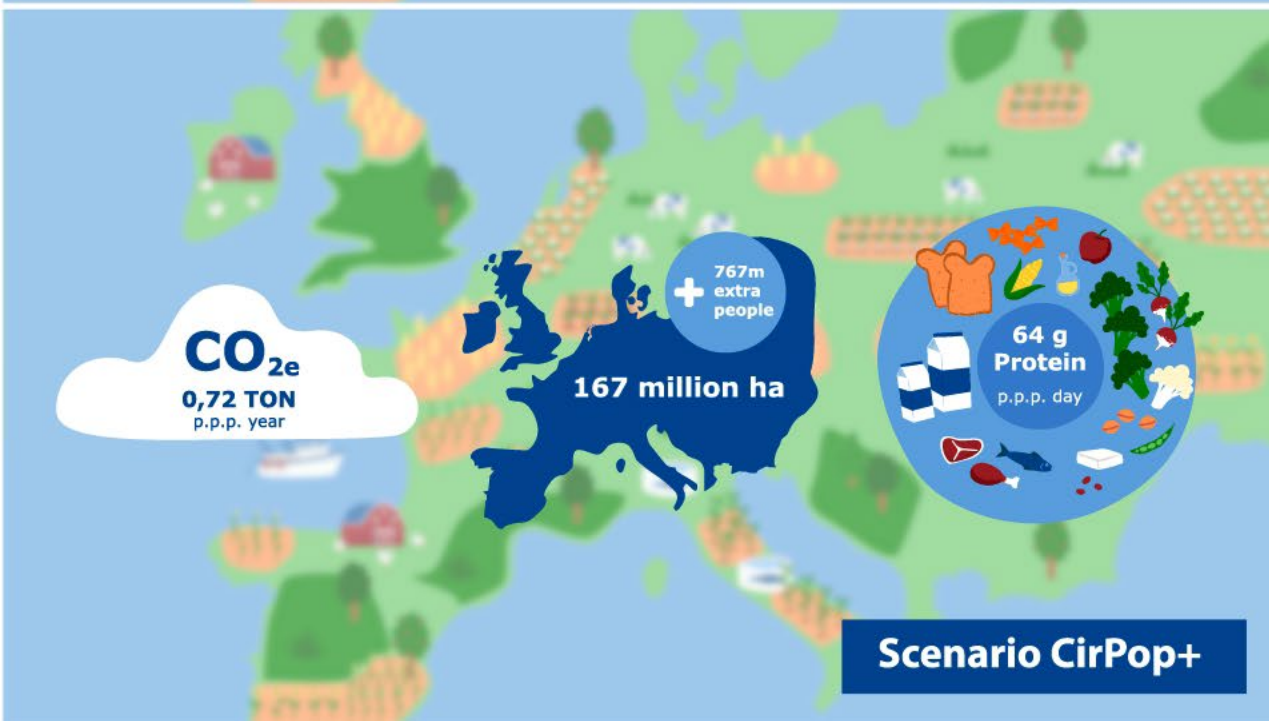 CO2e
0,72 TON
p.p.p. year
+ 767m
extra
people
167 million ha
64 g
Protein
p.p.p. day
Scenario CirPop+